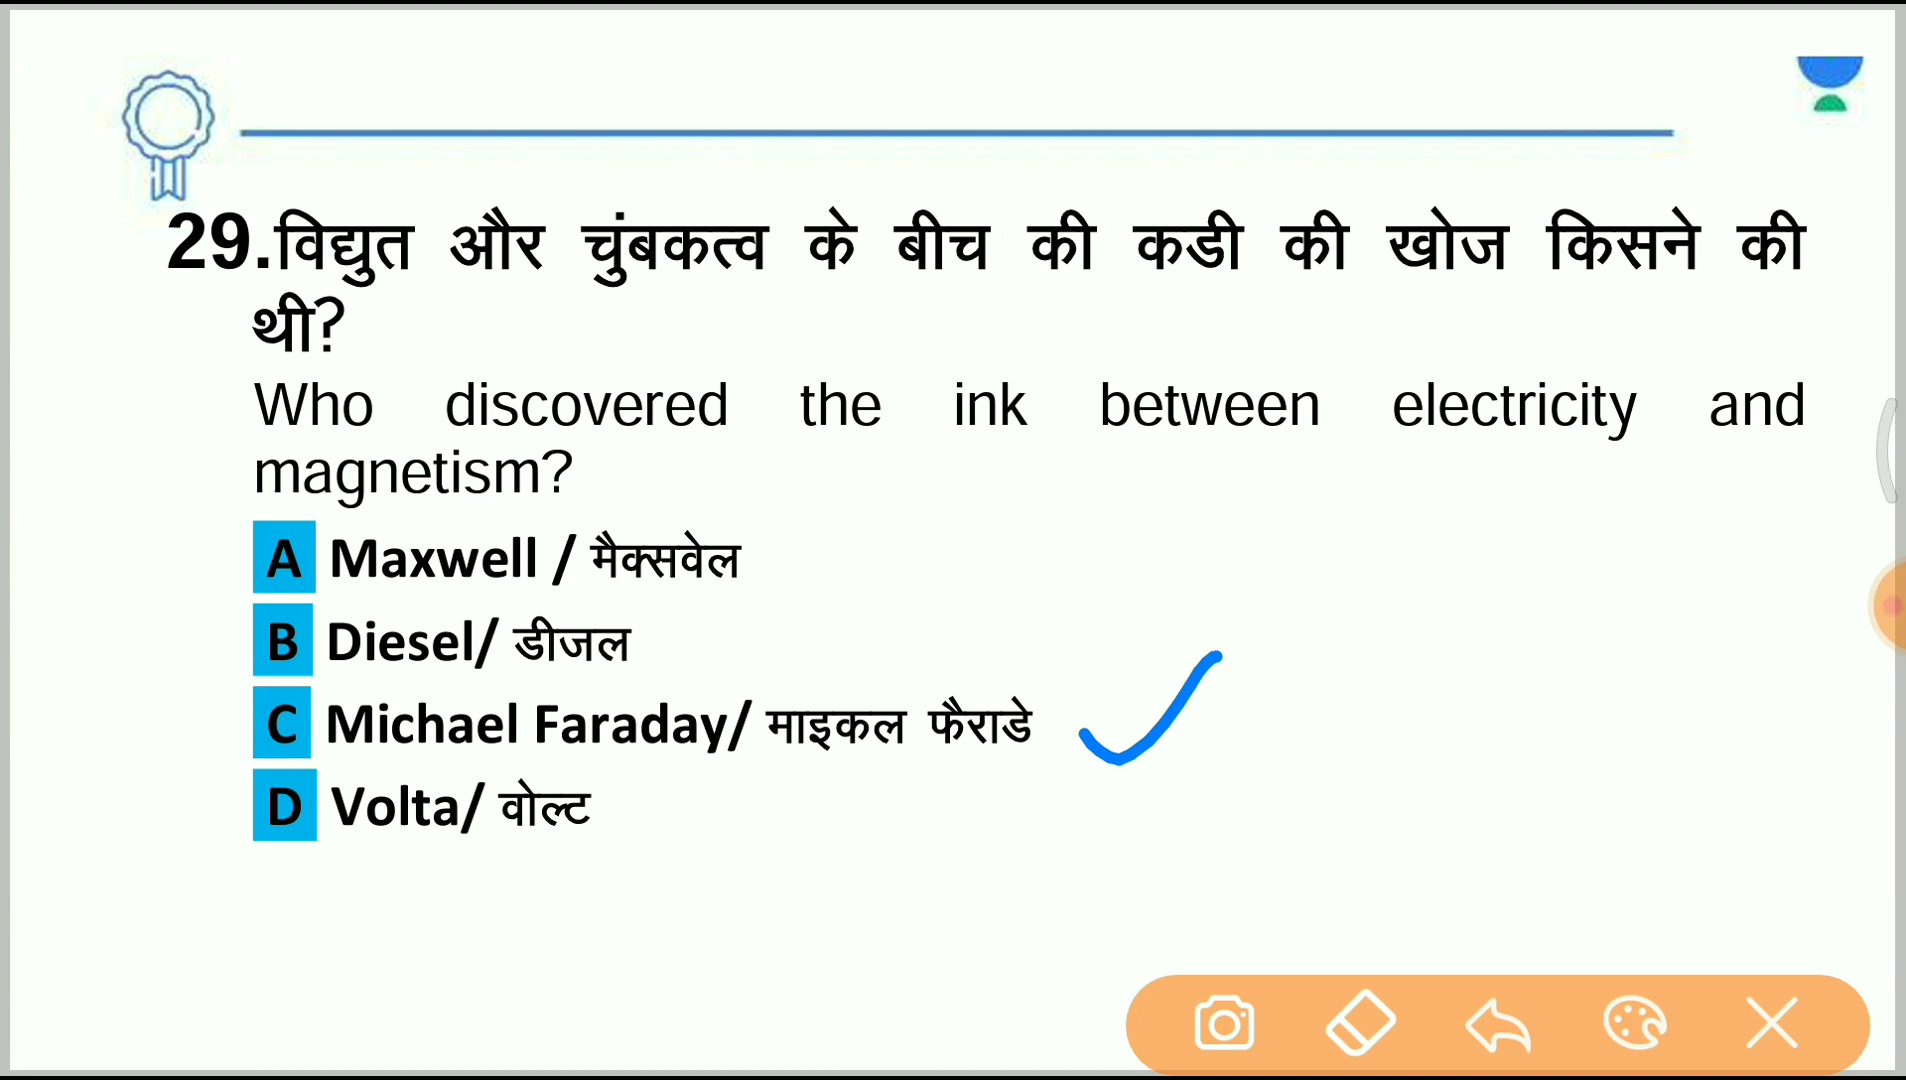 29.विद्युत और चुंबकत्व के बीच की कडी की खोज किसने की
थी?
Who discovered the ink between electricity and
magnetism?
A Maxwell / मैक्सवेल
B Diesel/ डीजल
C Michael Faraday/ माइकल फैराडे
D Volta/ वोल्ट